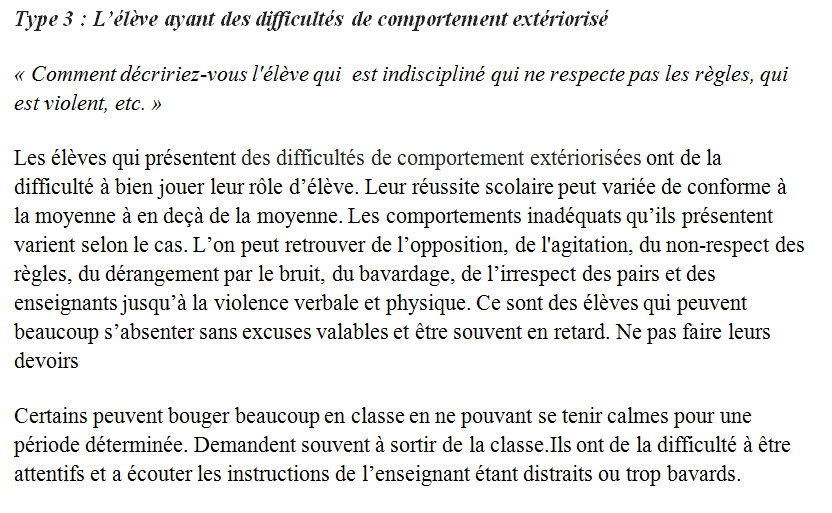 Type 3 : L’élève ayant des difficultés de comportement extériorisé
« Comment décririez-vous l'élève qui  est indiscipliné qui ne respecte pas les règles, qui
est violent, etc. »
Les élèves qui présentent des difficultés de comportement extériorisées ont de la
difficulté à bien jouer leur rôle d’élève. Leur réussite scolaire peut variée de conforme à
la moyenne à en deçà de la moyenne. Les comportements inadéquats qu’ils présentent
varient selon le cas. L’on peut retrouver de l’opposition, de l'agitation, du non-respect des
règles, du dérangement par le bruit, du bavardage, de l’irrespect des pairs et des
enseignants jusqu’à la violence verbale et physique. Ce sont des élèves qui peuvent
beaucoup s’absenter sans excuses valables et être souvent en retard. Ne pas faire leurs
devoirs
Certains peuvent bouger beaucoup en classe en ne pouvant se tenir calmes pour une
période déterminée. Demandent souvent à sortir de la classe.Ils ont de la difficulté à être
attentifs et a écouter les instructions de l’enseignant étant distraits ou trop bavards.